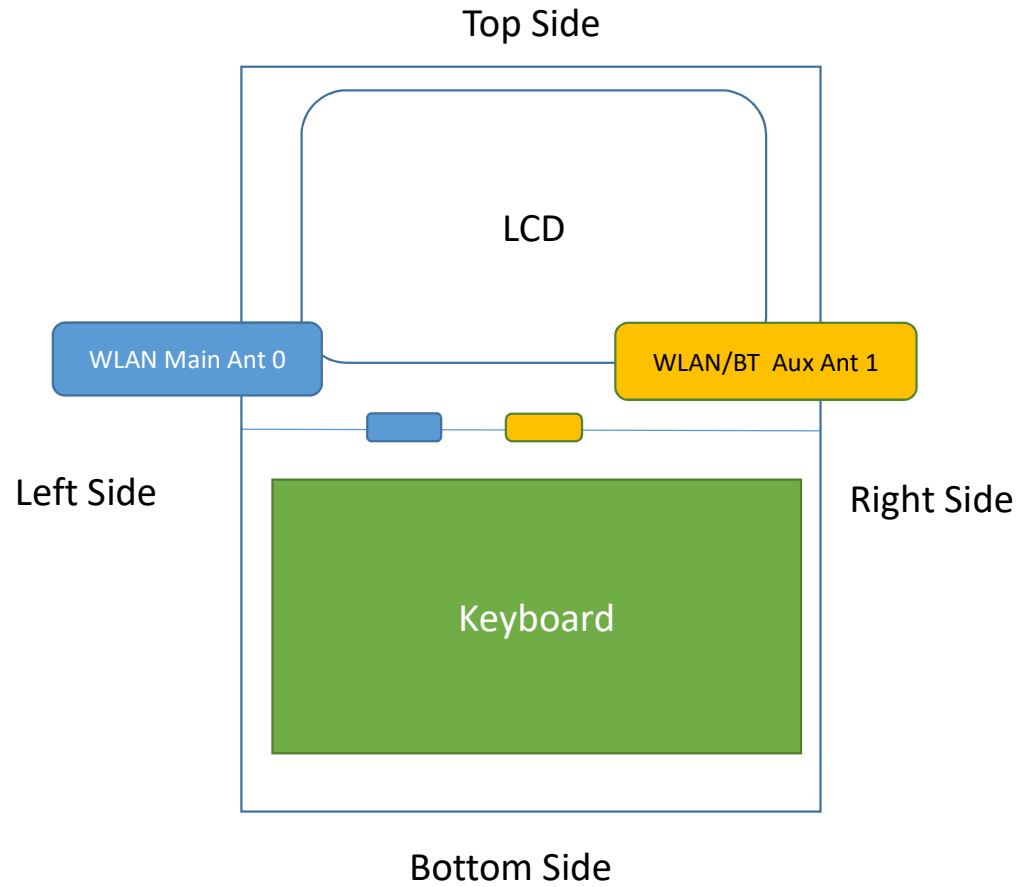 Top Side
LCD
WLAN Main Ant 0
WLAN/BT  Aux Ant 1
Left Side
Right Side
Keyboard
Bottom Side